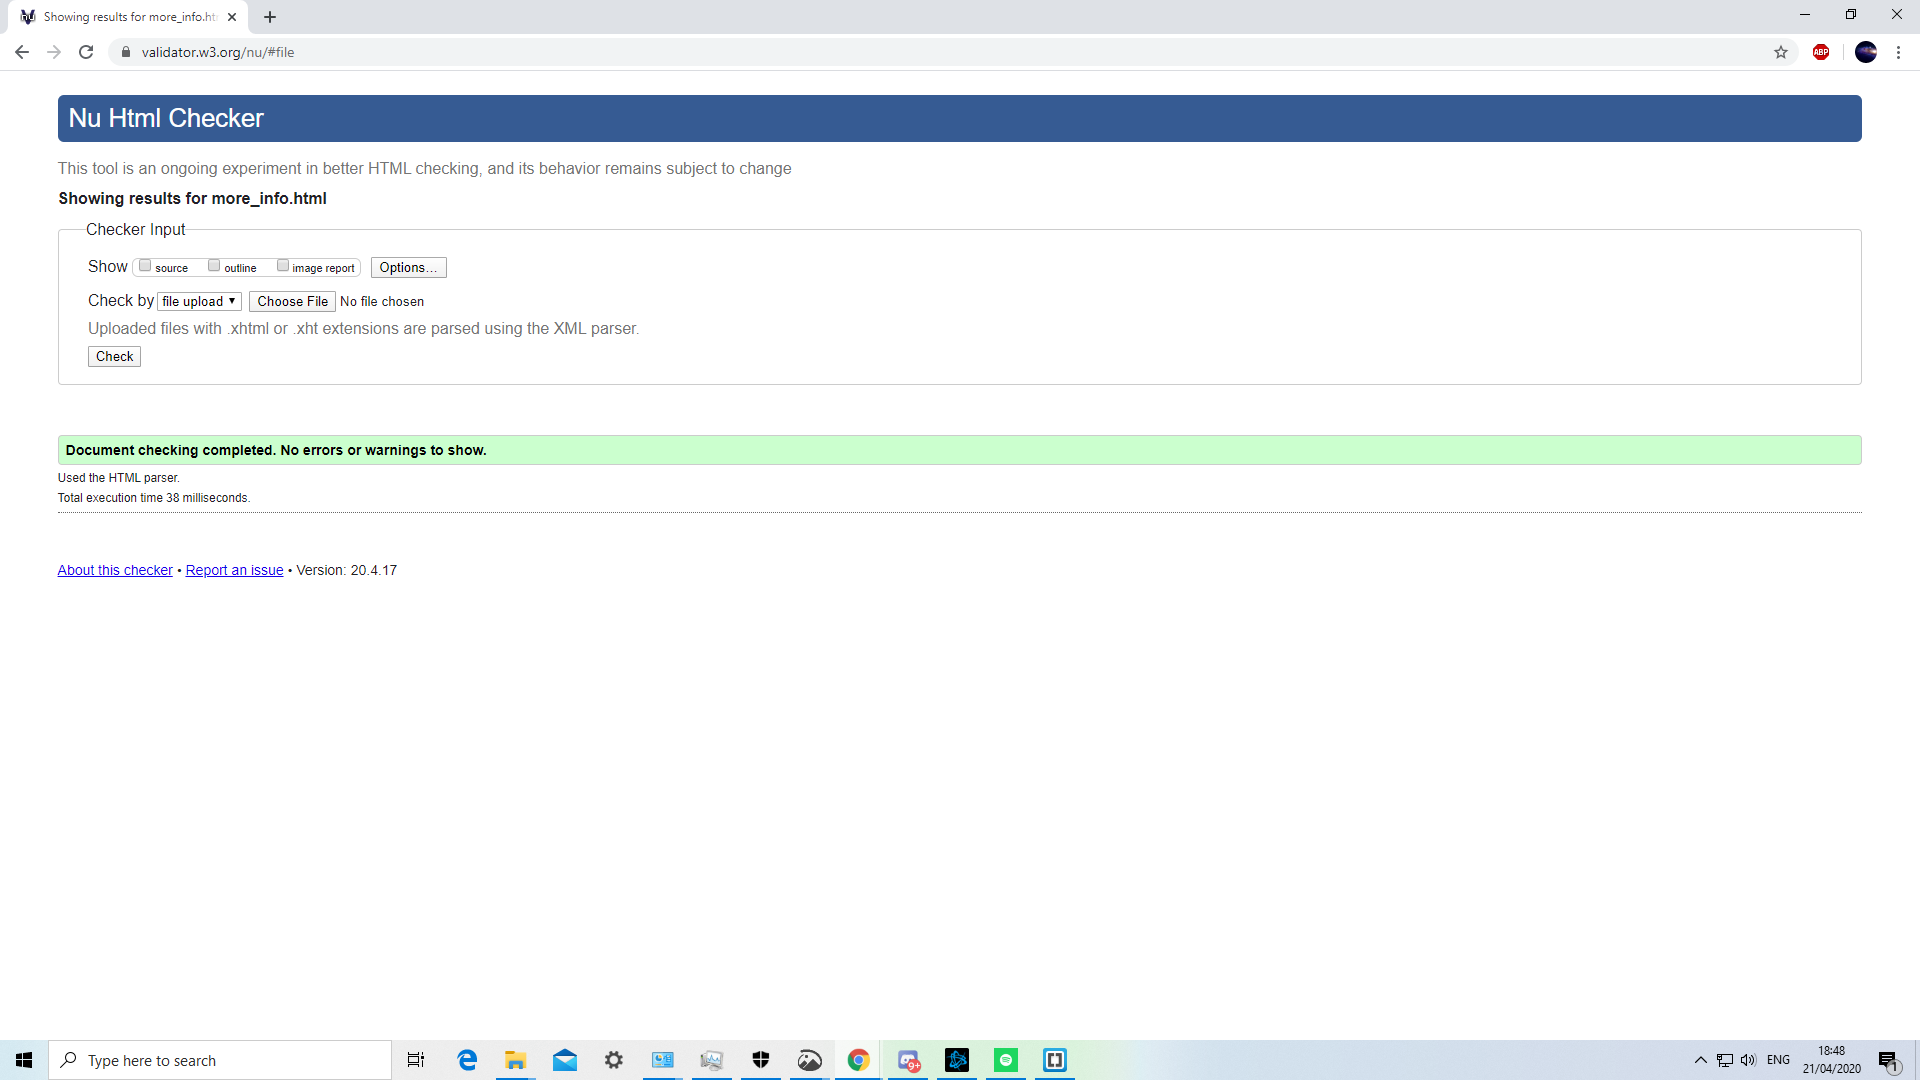 Showing results for more_info.ht
validator.w3.org/nu/#file
ABP
Nu Html Checker
This tool is an ongoing experiment in better HTML checking, and its behavior remains subject to change
Showing results for more_info.html
Checker Input
Show source outline image report Options...
Check by file upload ▼ Choose File No file chosen
Uploaded files with .xhtml or .xht extensions are parsed using the XML parser.
Check
Document checking completed. No errors or warnings to show.
Used the HTML parser.
Total execution time 38 milliseconds.
About this checker • Report an issue • Version: 20.4.17
Type here to search
9+
ENG
18:48
21/04/2020
1